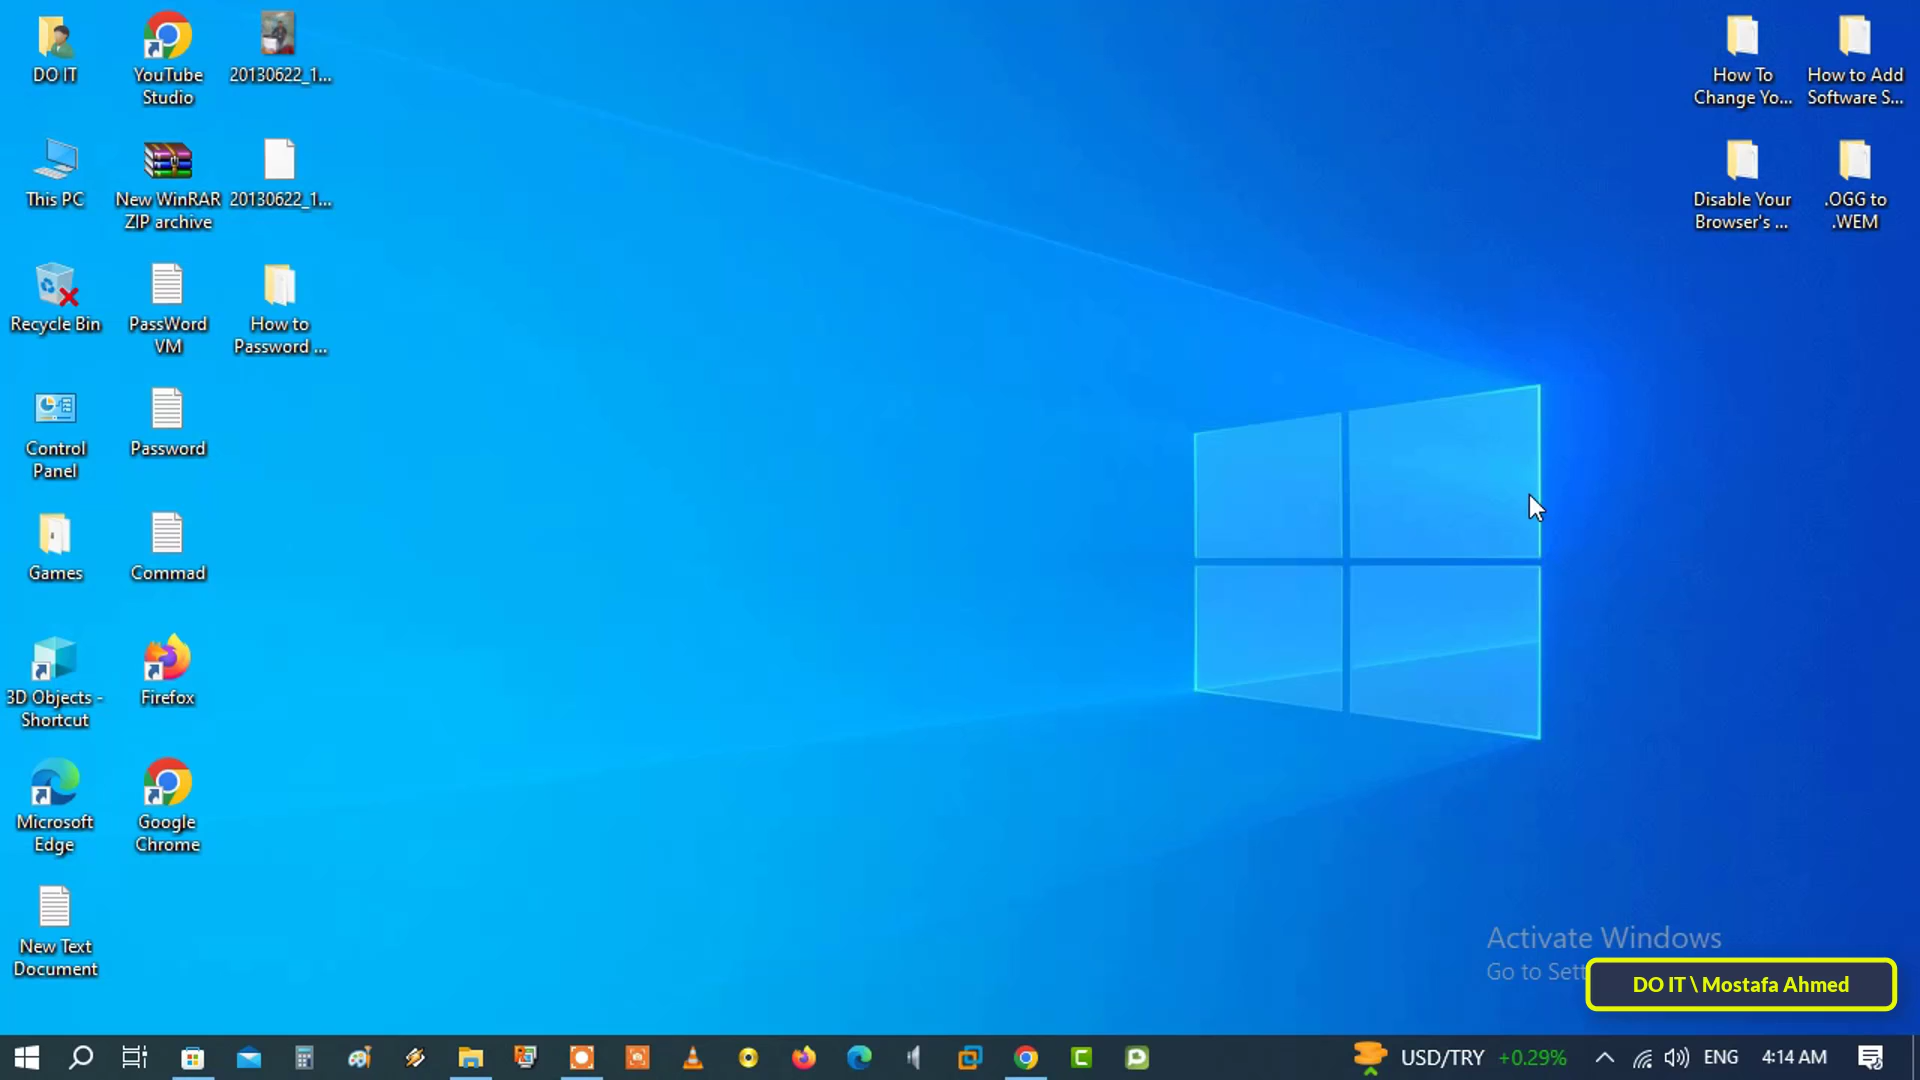 DO IT
YouTube
Studio
20130622_1...
This PC
New WinRAR
ZIP archive
20130622_1...
Recycle Bin
PassWord
VM
How to
Password ...
Control
Panel
Password
Games
Commad
3D Objects -
Shortcut
Firefox
Microsoft
Edge
Google
Chrome
New Text
Document
How To
Change Yo...
How to Add
Software S...
Disable Your
Browser's ...
.OGG to
.WEM
Activate Windows
Go to Sett
DO IT \ Mostafa Ahmed
USD/TRY +0.29%
ENG
4:14 AM